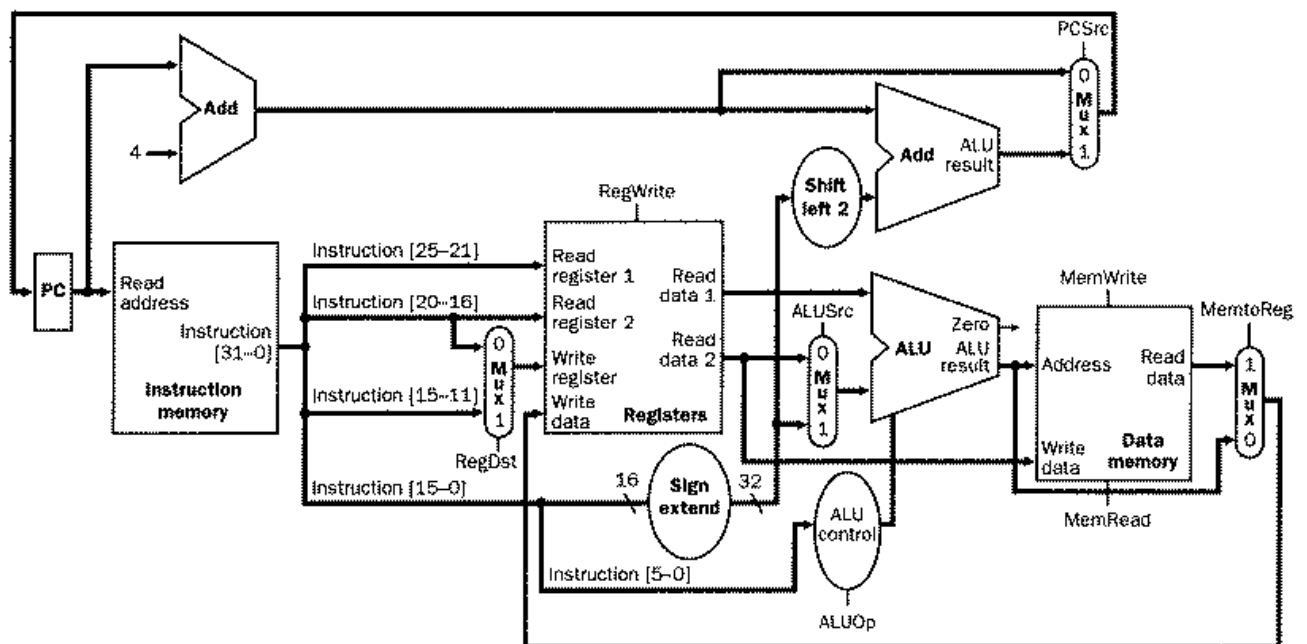 PCSrc
0
M
u
x
1
Add
4
Add
ALU
result
Shift
left 2
RegWrite
PC
Read
address
Instruction
[31–0]
Instruction
memory
Instruction [25–21]
Instruction [20–16]
Instruction [15–11]
Instruction [15–0]
Instruction [5–0]
0
M
u
x
1
RegDst
Read
register 1
Read
register 2
Write
register
Write
data
Read
data 1
Read
data 2
Registers
16
Sign
extend
32
ALUSrc
0
M
u
x
1
Zero
ALU
ALU
result
ALU
control
ALUOp
MemWrite
Address
Read
data
Write
data
Data
memory
MemRead
MemtoReg
1
M
u
x
0